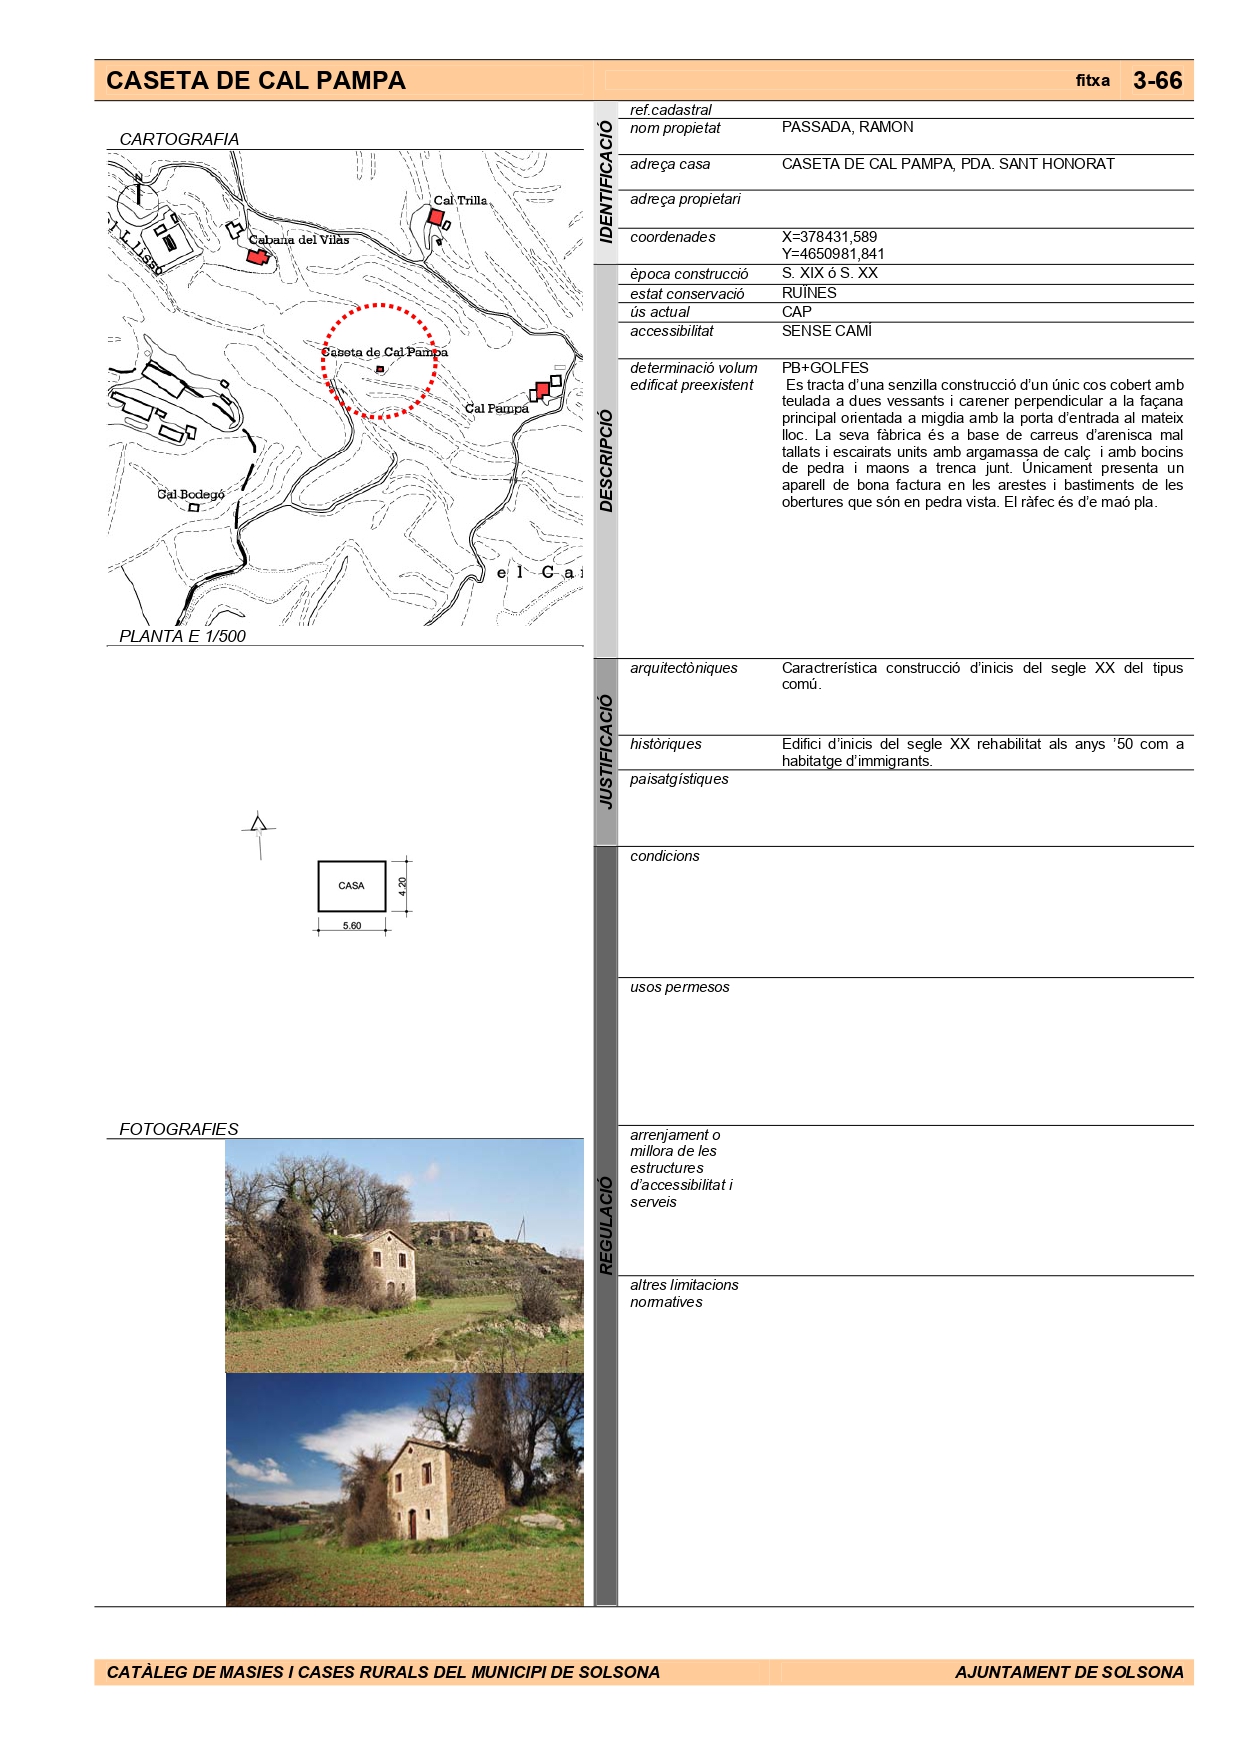 CASETA DE CAL PAMPA
fitxa 3-66
CARTOGRAFIA
N
Cal Trilla
Cabana del Vilàs
Caseta de Cal Pampa
Cal Pampa
Cal Bodegó
e l C a
PLANTA E 1/500
CASA
4.20
5.60
FOTOGRAFIES
IDENTIFICACIÓ
ref.cadastral
nom propietat PASSADA, RAMON
adreça casa CASETA DE CAL PAMPA, PDA. SANT HONORAT
adreça propietari
coordenades X=378431,589
Y=4650981,841
DESCRIPCIÓ
època construcció S. XIX ó S. XX
estat conservació RUÏNES
ús actual CAP
accessibilitat SENSE CAMÍ
determinació volum PB+GOLFES
edificat preexistent Es tracta d’una senzilla construcció d’un únic cos cobert amb
teulada a dues vessants i carener perpendicular a la façana
principal orientada a migdia amb la porta d’entrada al mateix
lloc. La seva fàbrica és a base de carreus d’arenisca mal
tallats i escairats units amb argamassa de calç i amb bocins
de pedra i maons a trenca junt. Únicament presenta un
aparell de bona factura en les arestes i bastiments de les
obertures que són en pedra vista. El ràfec és d’e maó pla.
JUSTIFICACIÓ
arquitectòniques Caractrerística construcció d’inicis del segle XX del tipus
comú.
històriques Edifici d’inicis del segle XX rehabilitat als anys ’50 com a
habitatge d’immigrants.
paisatgístiques
REGULACIÓ
condicions
usos permesos
arrenjament o
millora de les
estructures
d’accessibilitat i
serveis
altres limitacions
normatives
CATÀLEG DE MASIES I CASES RURALS DEL MUNICIPI DE SOLSONA
AJUNTAMENT DE SOLSONA